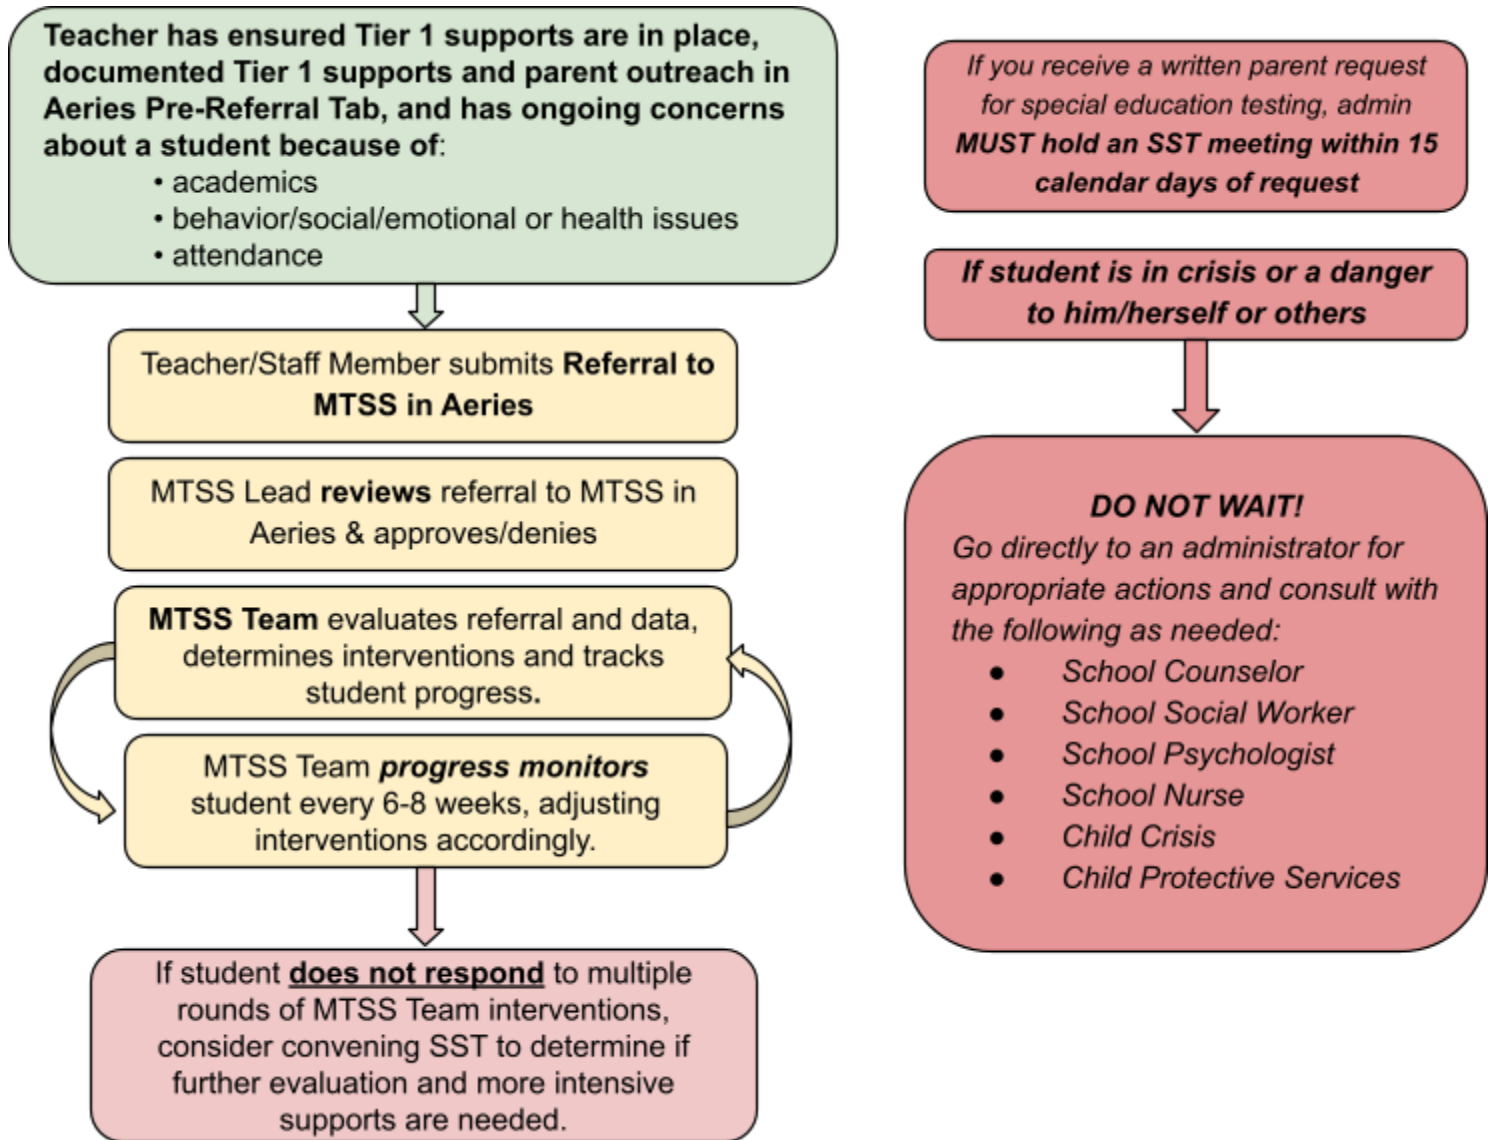 Teacher has ensured Tier 1 supports are in place,
documented Tier 1 supports and parent outreach in
Aeries Pre-Referral Tab, and has ongoing concerns
about a student because of:
• academics
• behavior/social/emotional or health issues
• attendance
Teacher/Staff Member submits Referral to
MTSS in Aeries
MTSS Lead reviews referral to MTSS in
Aeries & approves/denies
MTSS Team evaluates referral and data,
determines interventions and tracks
student progress.
MTSS Team progress monitors
student every 6-8 weeks, adjusting
interventions accordingly.
If student does not respond to multiple
rounds of MTSS Team interventions,
consider convening SST to determine if
further evaluation and more intensive
supports are needed.
If you receive a written parent request
for special education testing, admin
MUST hold an SST meeting within 15
calendar days of request
If student is in crisis or a danger
to him/herself or others
DO NOT WAIT!
Go directly to an administrator for
appropriate actions and consult with
the following as needed:
● School Counselor
● School Social Worker
● School Psychologist
● School Nurse
● Child Crisis
● Child Protective Services